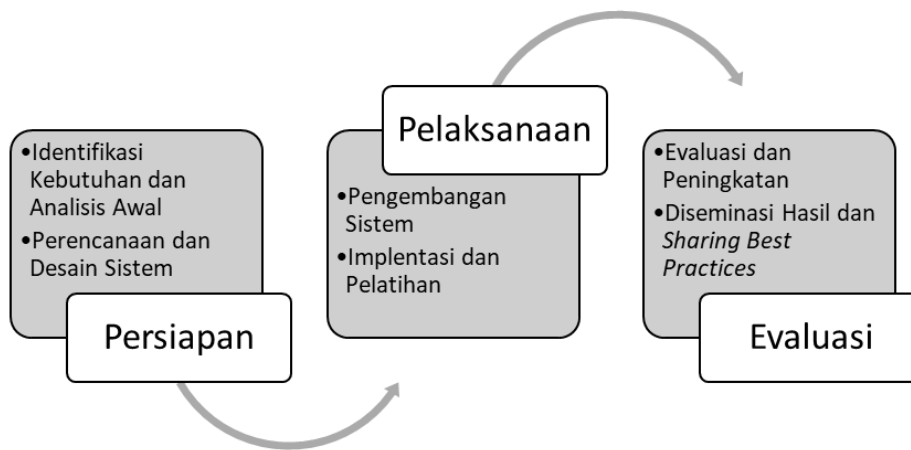 •Identifikasi
Kebutuhan dan
Analisis Awal
•Perencanaan dan
Desain Sistem
Persiapan
Pelaksanaan
•Pengembangan
Sistem
•Implentasi dan
Pelatihan
•Evaluasi dan
Peningkatan
•Diseminasi Hasil dan
Sharing Best
Practices
Evaluasi